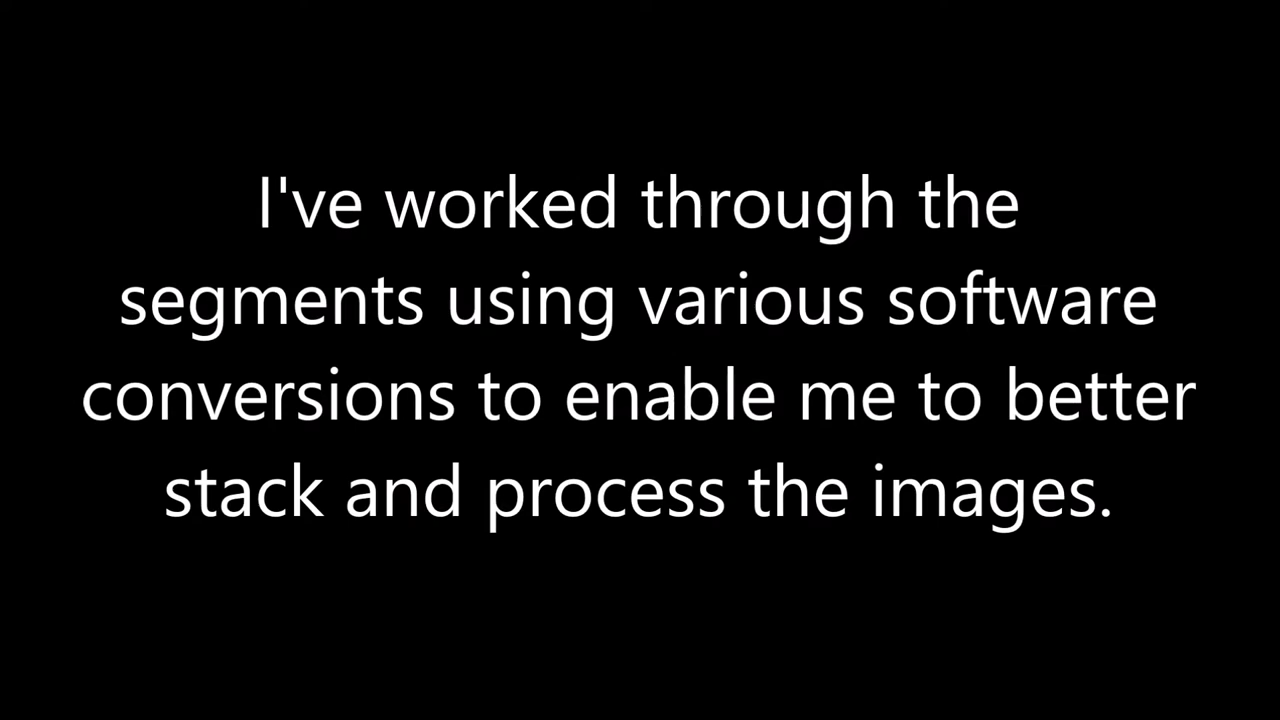 I've worked through the
segments using various software
conversions to enable me to better
stack and process the images.